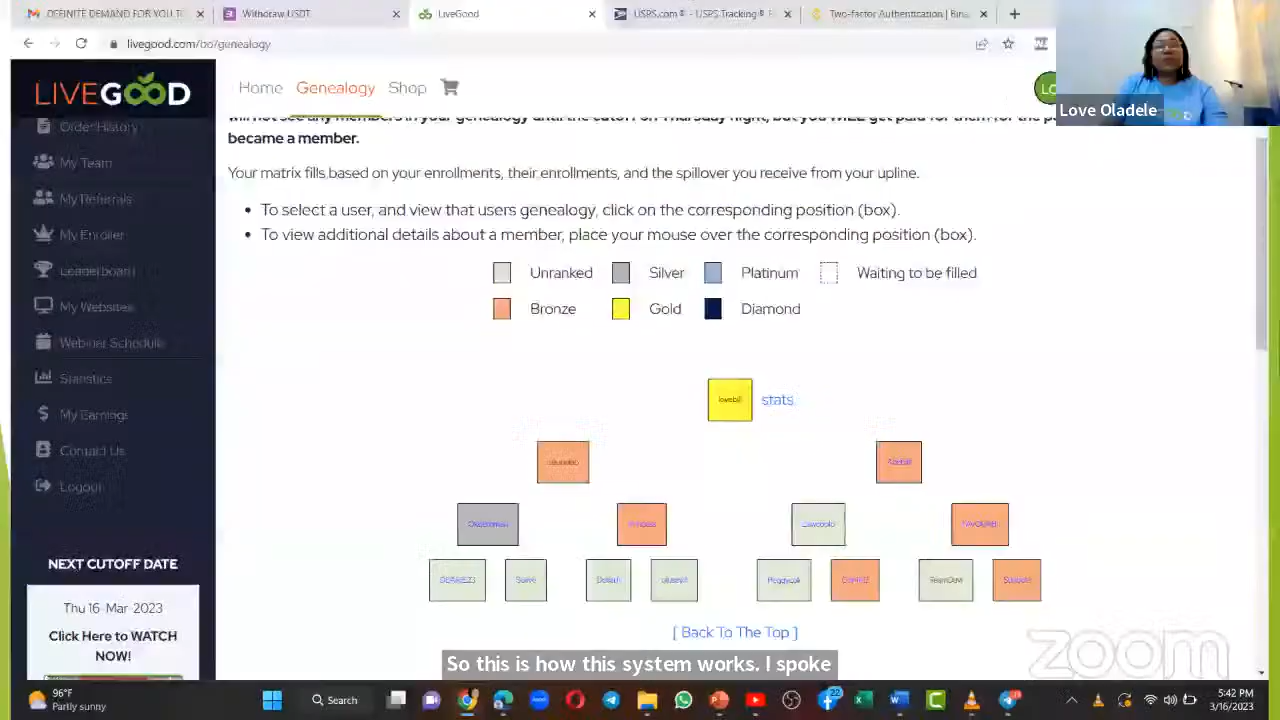 DEFINITE DEMAND FOR YOU T
Withdraw USDT
LiveGood
USPS.com® - USPS Tracking®
Two-factor Authentication | Bina
livegood.com/bo/genealogy
LIVEGOOD
Home Genealogy Shop
Love Oladele
became a member.
Your matrix fills based on your enrollments, their enrollments, and the spillover you receive from your upline.
• To select a user, and view that users genealogy, click on the corresponding position (box).
• To view additional details about a member, place your mouse over the corresponding position (box).
Unranked Silver Platinum Waiting to be filled
Bronze Gold Diamond
lovebill stats
[ Back To The Top ]
Order History
My Team
My Referrals
My Enroller
Leaderboard
My Websites
Webinar Schedule
Statistics
My Earnings
Contact Us
Logout
NEXT CUTOFF DATE
Thu 16 Mar 2023
Click Here to WATCH
NOW!
So this is how this system works. I spoke
zoom
96°F
Partly sunny
Search
22
5:42 PM
3/16/2023